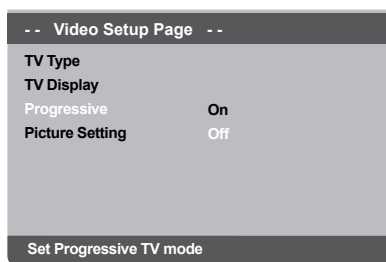 -- Video Setup Page --
TV Type
TV Display
Progressive On
Picture Setting Off
Set Progressive TV mode